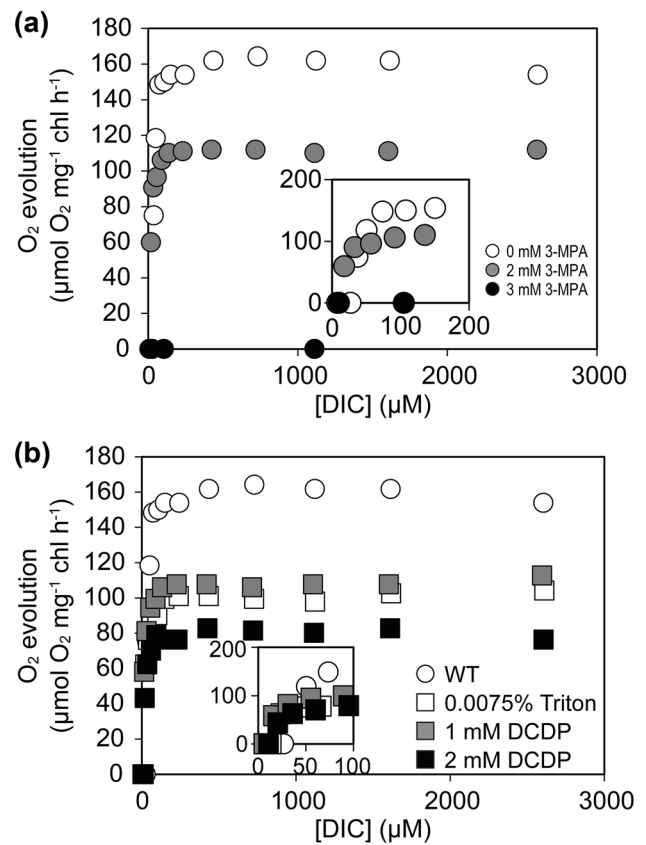 (a)
180
160
140
120
100
80
60
40
20
0
O₂ evolution
(μmol O₂ mg⁻¹ chl h⁻¹)
200
100
0
0 100 200
0 mM 3-MPA
2 mM 3-MPA
3 mM 3-MPA
0 1000 2000 3000
[DIC] (μM)
(b)
180
160
140
120
100
80
60
40
20
0
O₂ evolution
(μmol O₂ mg⁻¹ chl h⁻¹)
200
100
0
0 50 100
WT
0.0075% Triton
1 mM DCDP
2 mM DCDP
0 1000 2000 3000
[DIC] (μM)